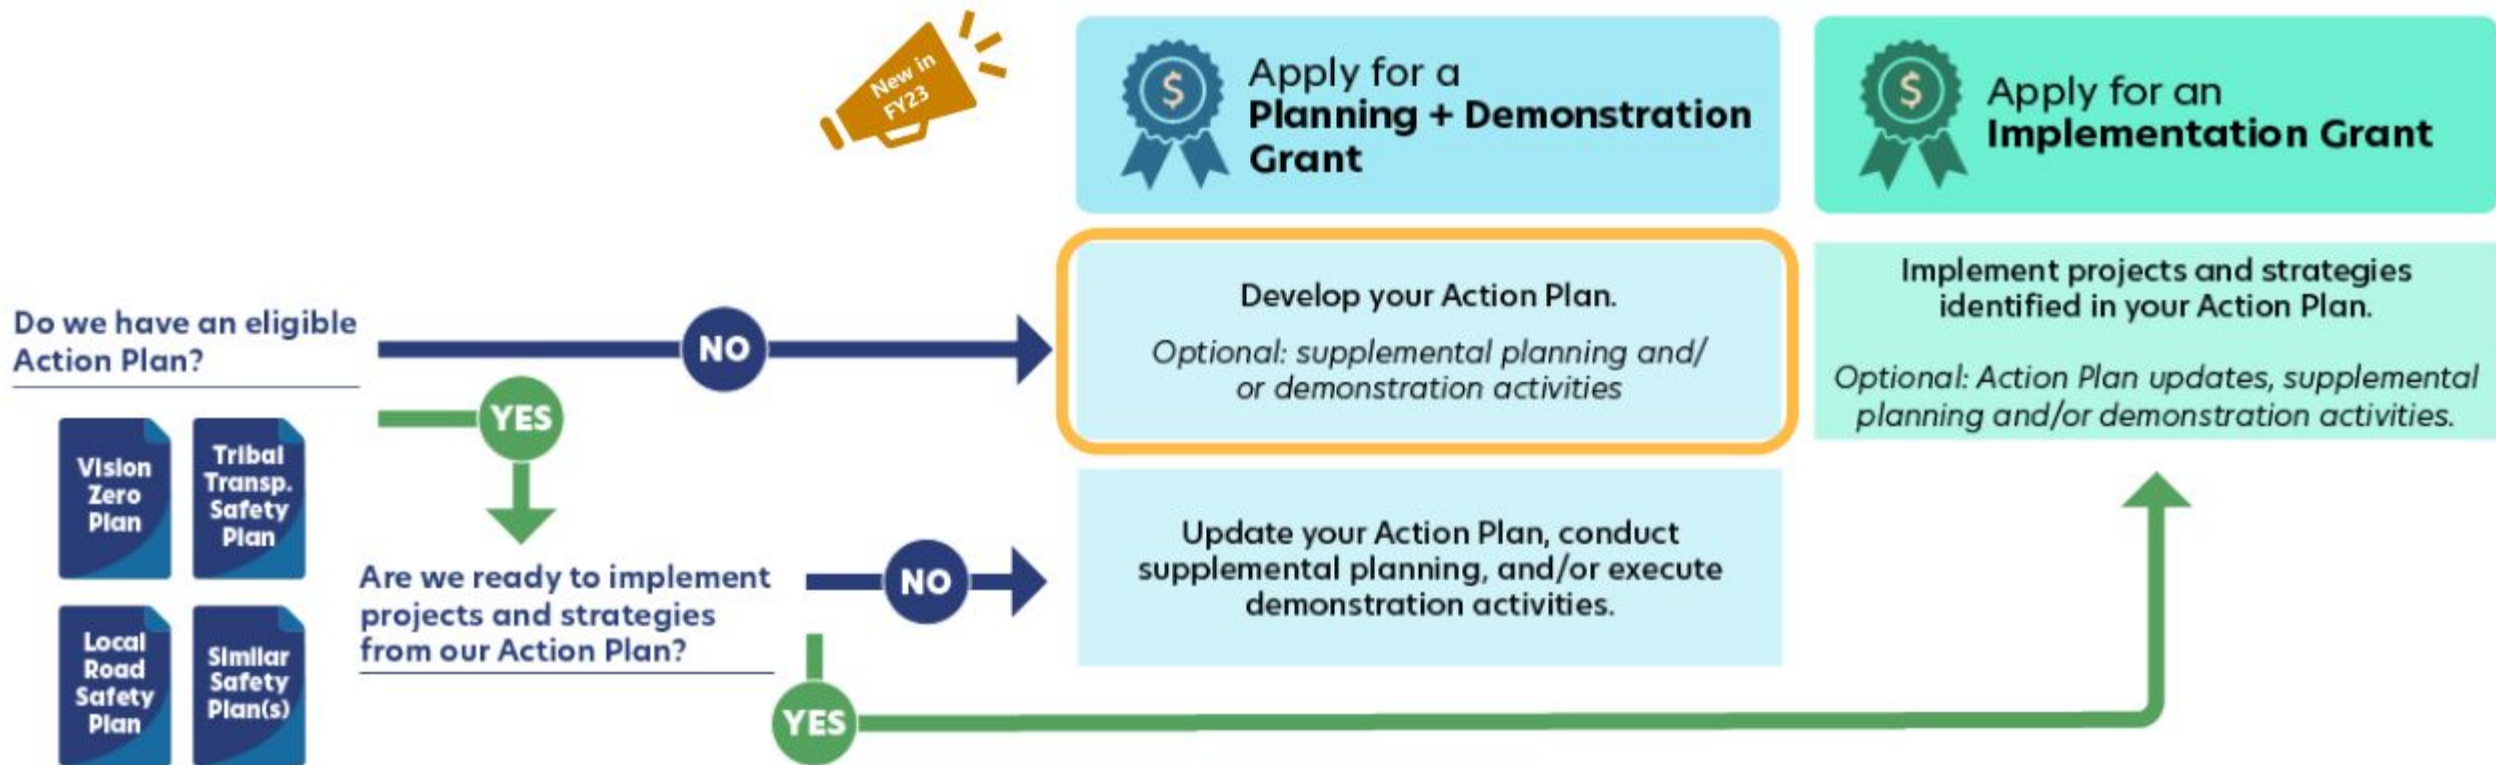 New in
FY23
$
Apply for a
Planning + Demonstration
Grant
$
Apply for an
Implementation Grant
Do we have an eligible
Action Plan?
NO
Develop your Action Plan.
Optional: supplemental planning and/
or demonstration activities
Implement projects and strategies
identified in your Action Plan.
Optional: Action Plan updates, supplemental
planning and/or demonstration activities.
YES
Vision
Zero
Plan
Tribal
Transp.
Safety
Plan
Local
Road
Safety
Plan
Similar
Safety
Plan(s)
Are we ready to implement
projects and strategies
from our Action Plan?
NO
Update your Action Plan, conduct
supplemental planning, and/or execute
demonstration activities.
YES